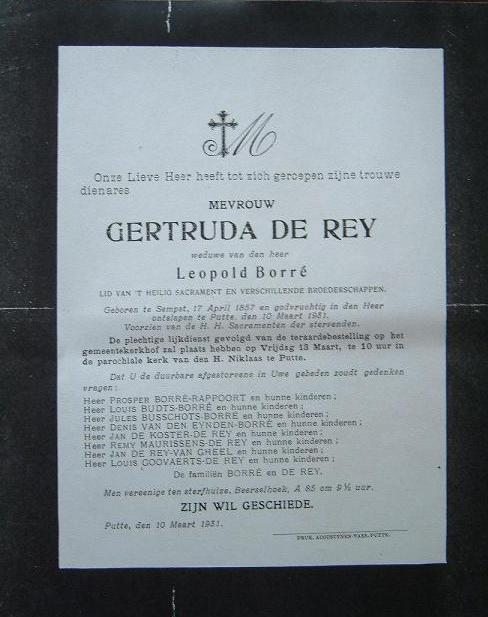 M
Onze Lieve Heer heeft tot zich geroepen zijne trouwe
dienares
MEVROUW
GERTRUDA DE REY
weduwe van den heer
Leopold Borré
LID VAN 'T HEILIG SACRAMENT EN VERSCHILLENDE BROEDERSCHAPPEN.
Geboren te Sempst, 17 April 1857 en godvruchtig in den Heer
ontslapen te Putte, den 10 Maart 1931.
Voorzien van de H. H. Sacramenten der stervenden.
De plechtige lijkdienst gevolgd van de teraardebestelling op het
gemeentekerkhof zal plaats hebben op Vrijdag 13 Maart, te 10 uur in
de parochiale kerk van den H. Niklaas te Putte.
Dat U de duurbare afgestorvene in Uwe gebeden zoudt gedenken
vragen :
Heer PROSPER BORRÉ-RAPPOORT en hunne kinderen ;
Heer LOUIS BUDTS-BORRÉ en hunne kinderen ;
Heer JULES BUSSCHOTS-BORRÉ en hunne kinderen ;
Heer DENIS VAN DEN EYNDEN-BORRÉ en hunne kinderen ;
Heer JAN DE KOSTER-DE REY en hunne kinderen ;
Heer REMY MAURISSENS-DE REY en hunne kinderen ;
Heer JAN DE REY-VAN GHEEL en hunne kinderen ;
Heer LOUIS GOOVAERTS-DE REY en hunne kinderen ;
De familiën BORRÉ en DE REY.
Men vereenige ten sterfhuize, Beerselhoek, A 85 om 9½ uur.
ZIJN WIL GESCHIEDE.
Putte, den 10 Maart 1931.
DRUK. AUGUSTYNEN-VAES, PUTTE.